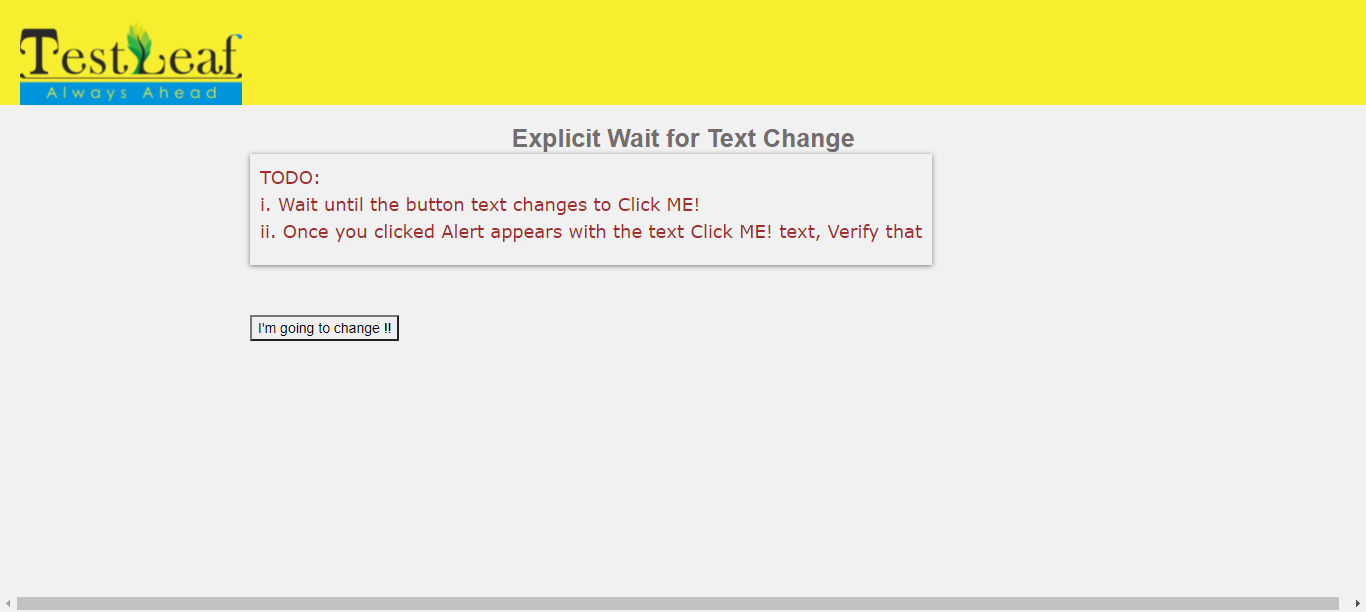 TestLeaf
Always Ahead
Explicit Wait for Text Change
TODO:
i. Wait until the button text changes to Click ME!
ii. Once you clicked Alert appears with the text Click ME! text, Verify that
I'm going to change !!